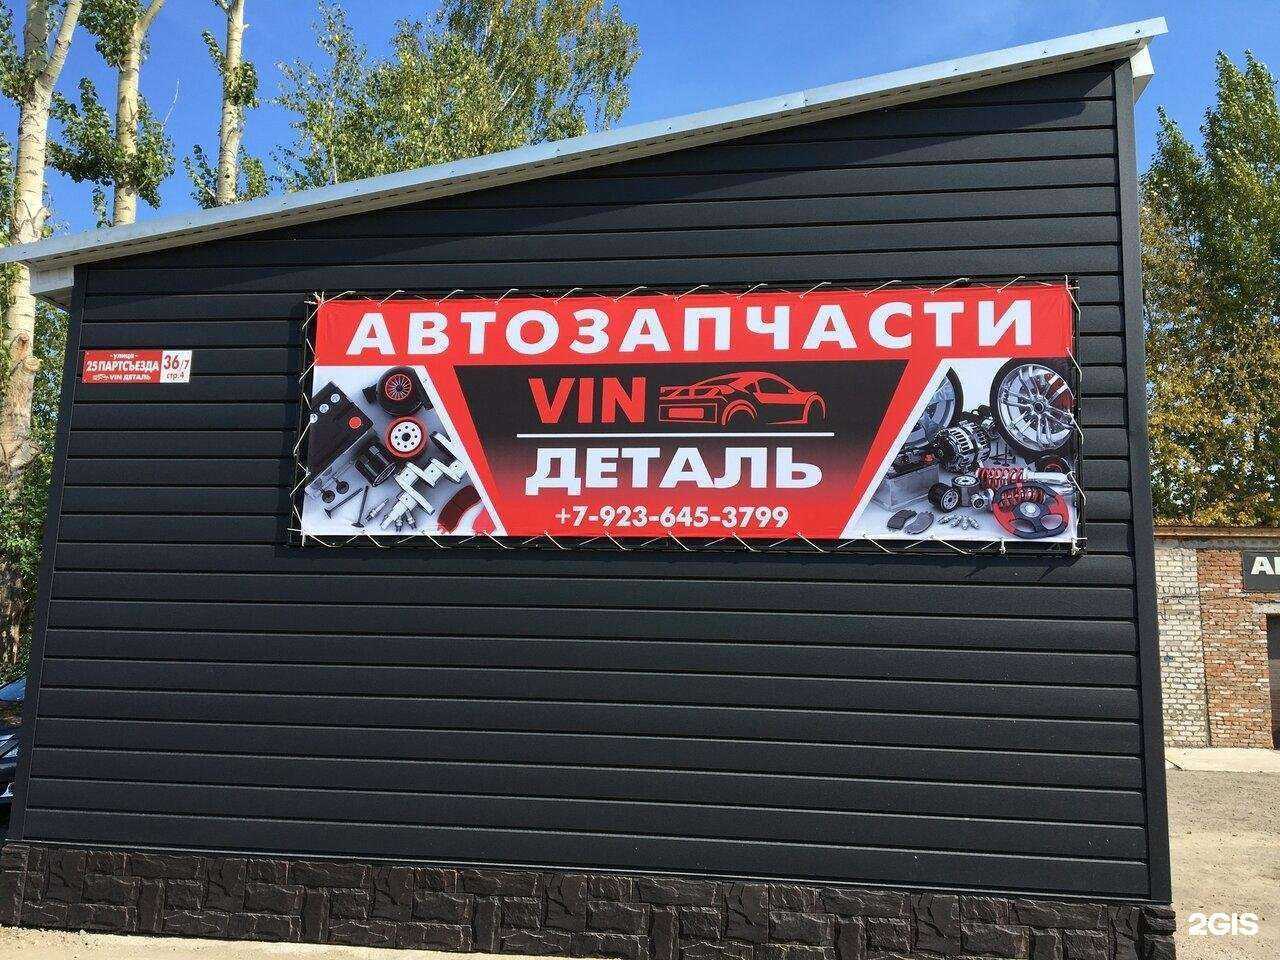 АВТОЗАПЧАСТИ
VIN
ДЕТАЛЬ
+7-923-645-3799
- улица -
25 ПАРТСЪЕЗДА
36/7
стр.4
VIN ДЕТАЛЬ
2GIS